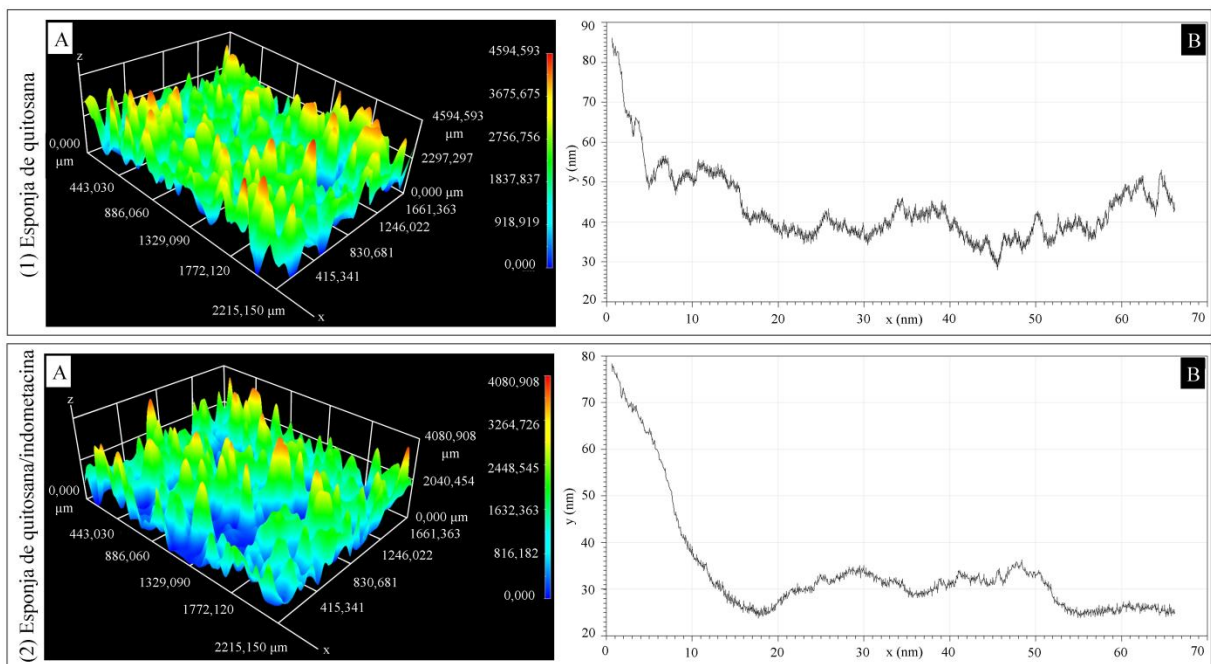 (1) Esponja de quitosana
A
z
0,000
μm
443,030
886,060
1329,090
1772,120
2215,150 μm
x
415,341
830,681
1246,022
1661,363
0,000 μm
2297,297
4594,593
μm
4594,593
3675,675
2756,756
1837,837
918,919
0,000
B
y (nm)
90
80
70
60
50
40
30
20
0
10
20
30
40
50
60
70
x (nm)
(2) Esponja de quitosana/indometacina
A
z
0,000
μm
443,030
886,060
1329,090
1772,120
2215,150 μm
x
415,341
830,681
1246,022
1661,363
0,000 μm
2040,454
4080,908
μm
4080,908
3264,726
2448,545
1632,363
816,182
0,000
B
y (nm)
80
70
60
50
40
30
20
0
10
20
30
40
50
60
70
x (nm)